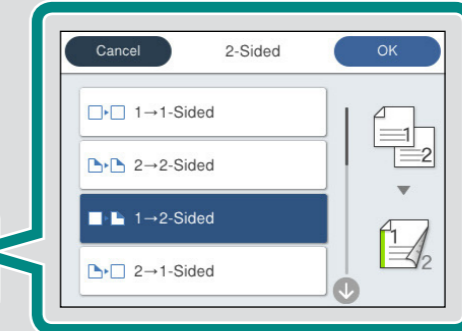 Cancel 2-Sided OK
1→1-Sided
2→2-Sided
1→2-Sided
2→1-Sided
1
2
1
2